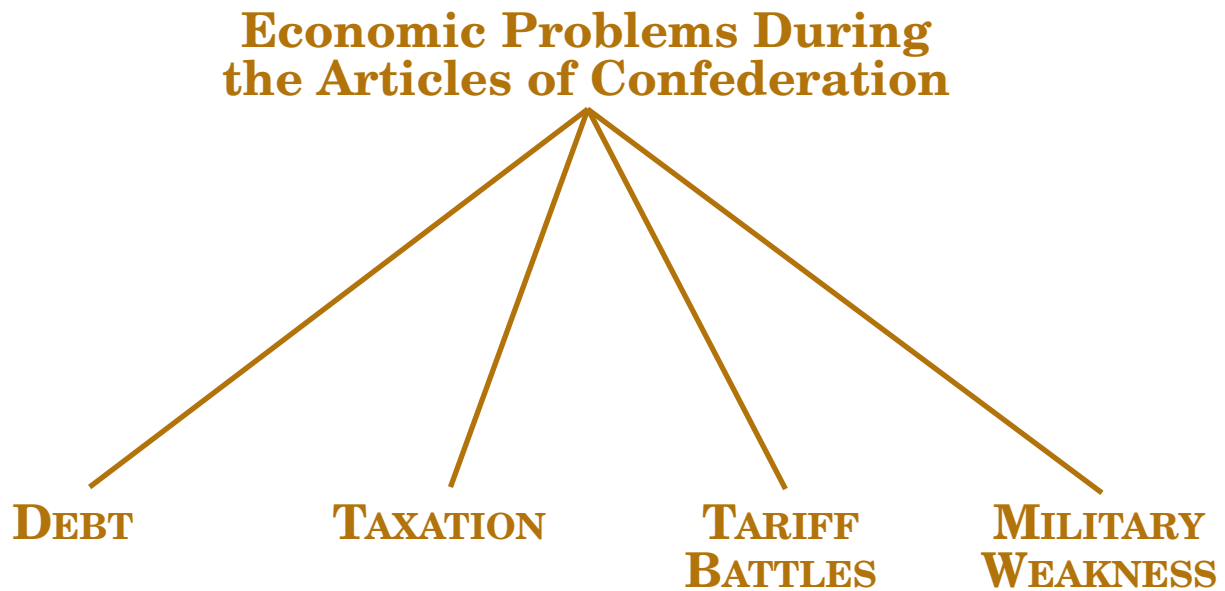 Economic Problems During
the Articles of Confederation
DEBT
TAXATION
TARIFF
BATTLES
MILITARY
WEAKNESS